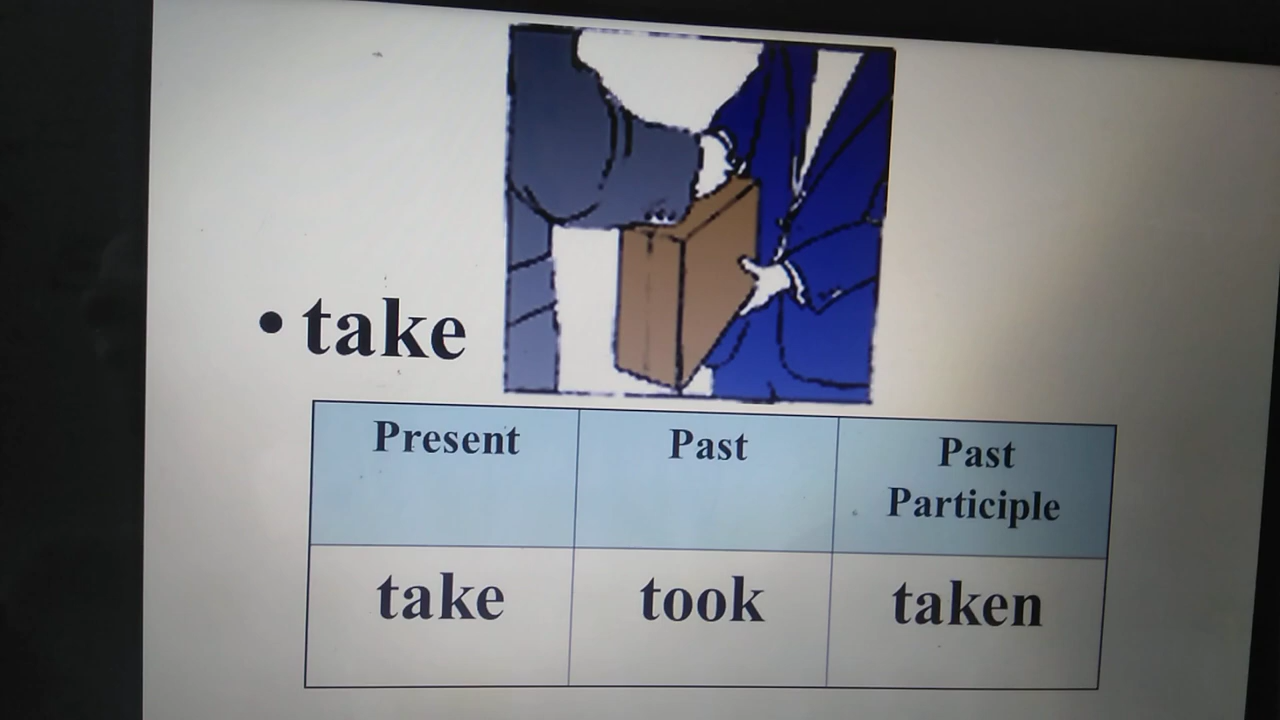 • take
Present
Past
Past
Participle
take
took
taken